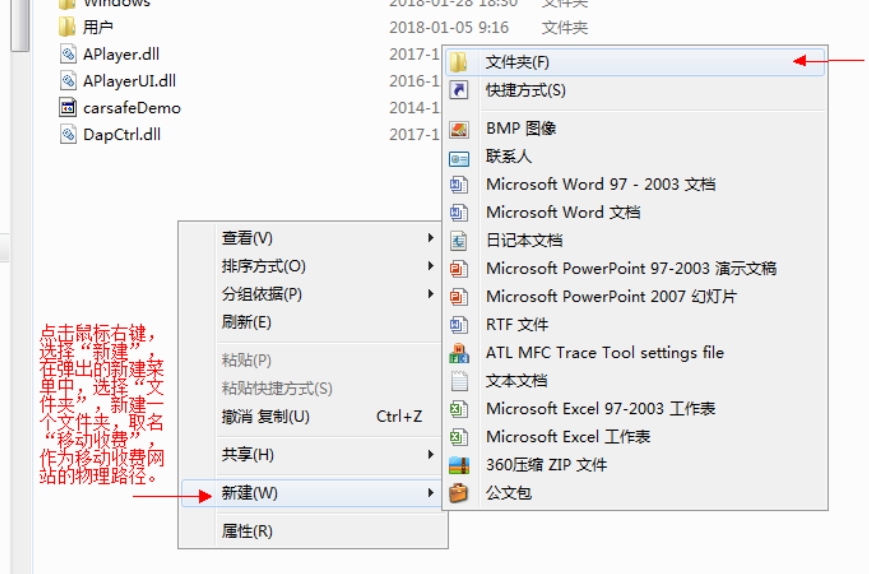 Windows 2018-01-28 18:50 文件夹
用户 2018-01-05 9:16 文件夹
APlayer.dll 2017-1
APlayerUI.dll 2016-1
carsafeDemo 2014-1
DapCtrl.dll 2017-1
文件夹(F)
快捷方式(S)
BMP 图像
联系人
Microsoft Word 97 - 2003 文档
Microsoft Word 文档
日记本文档
Microsoft PowerPoint 97-2003 演示文稿
Microsoft PowerPoint 2007 幻灯片
RTF 文件
ATL MFC Trace Tool settings file
文本文档
Microsoft Excel 97-2003 工作表
Microsoft Excel 工作表
360压缩 ZIP 文件
公文包
查看(V)
排序方式(O)
分组依据(P)
刷新(E)
粘贴(P)
粘贴快捷方式(S)
撤消 复制(U) Ctrl+Z
共享(H)
新建(W)
属性(R)
点击鼠标右键，
选择“新建”，
在弹出的新建菜
单中，选择“文
件夹”，新建一
个文件夹，取名
“移动收费”，
作为移动收费网
站的物理路径。